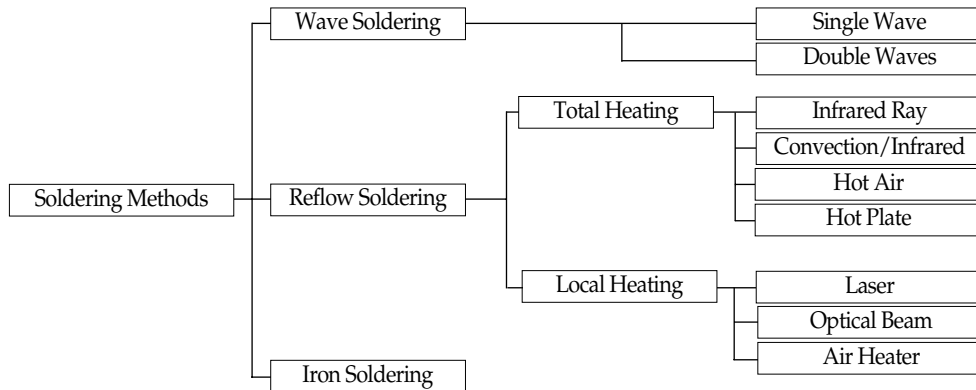 Wave Soldering
Single Wave
Double Waves
Total Heating
Infrared Ray
Convection/Infrared
Hot Air
Hot Plate
Soldering Methods
Reflow Soldering
Local Heating
Laser
Optical Beam
Air Heater
Iron Soldering